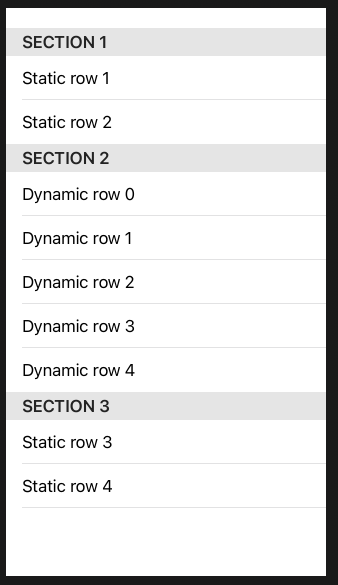 SECTION 1
Static row 1
Static row 2
SECTION 2
Dynamic row 0
Dynamic row 1
Dynamic row 2
Dynamic row 3
Dynamic row 4
SECTION 3
Static row 3
Static row 4